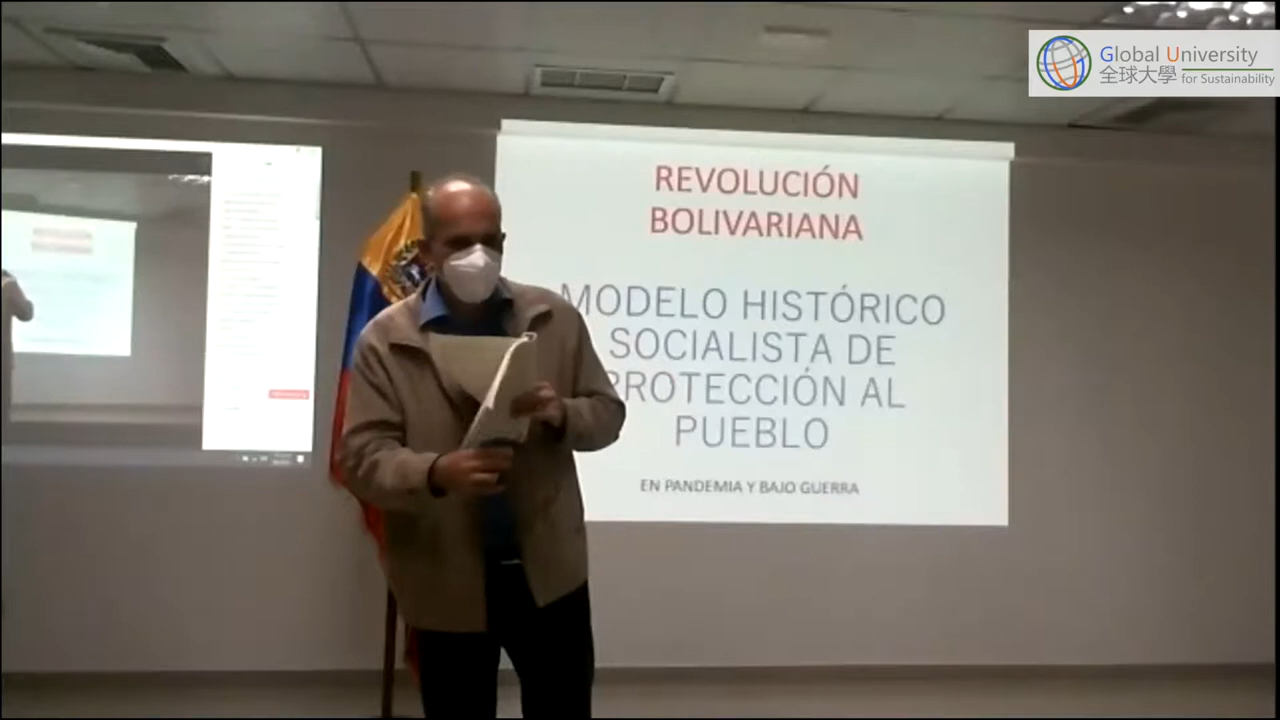 Global University
全球大學 for Sustainability
REVOLUCIÓN
BOLIVARIANA
MODELO HISTÓRICO
SOCIALISTA DE
PROTECCIÓN AL
PUEBLO
EN PANDEMIA Y BAJO GUERRA